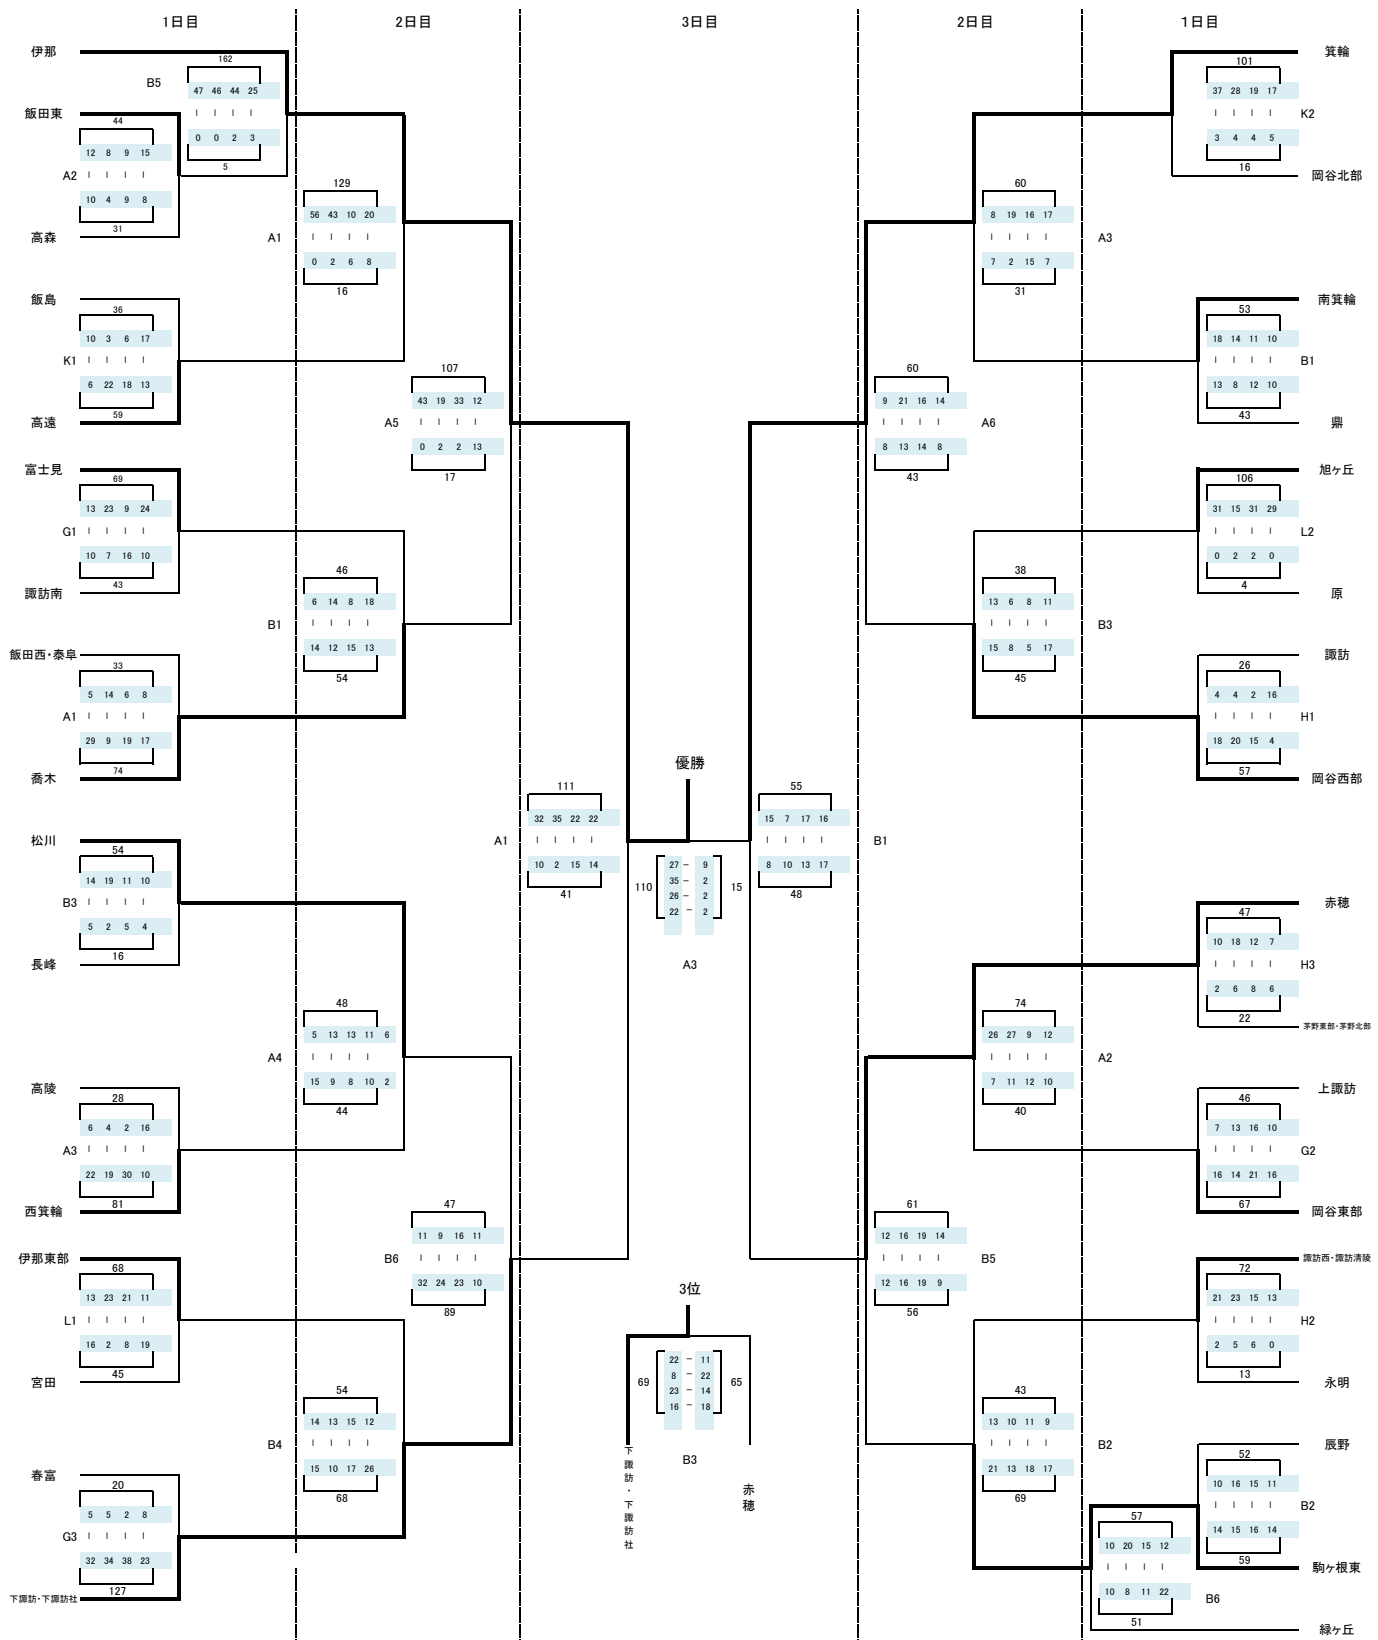 1日目 2日目 3日目 2日目 1日目
伊那
162
B5
47 46 44 25
0 0 2 3
5
飯田東
44
12 8 9 15
A2
10 4 9 8
31
高森
129
56 43 10 20
A1
0 2 6 8
16
飯島
36
10 3 6 17
K1
6 22 18 13
59
高遠
107
43 19 33 12
A5
0 2 2 13
17
富士見
69
13 23 9 24
G1
10 7 16 10
43
諏訪南
46
6 14 8 18
B1
14 12 15 13
54
飯田西・泰阜
33
5 14 6 8
A1
29 9 19 17
74
喬木
111
32 35 22 22
A1
10 2 15 14
41
松川
54
14 19 11 10
B3
5 2 5 4
16
長峰
48
5 13 13 11 6
A4
15 9 8 10 2
44
高陵
28
6 4 2 16
A3
22 19 30 10
81
西箕輪
47
11 9 16 11
B6
32 24 23 10
89
伊那東部
68
13 23 21 11
L1
16 2 8 19
45
宮田
54
14 13 15 12
B4
15 10 17 26
68
春富
20
5 5 2 8
G3
32 34 38 23
127
下諏訪・下諏訪社
優勝
27 - 9
35 - 2
110 15
26 - 2
22 - 2
A3
3位
22 - 11
8 - 22
69 65
23 - 14
16 - 18
B3
下諏訪・下諏訪社
赤穂
箕輪
101
37 28 19 17
K2
3 4 4 5
16
岡谷北部
60
8 19 16 17
A3
7 2 15 7
31
南箕輪
53
18 14 11 10
B1
13 8 12 10
43
鼎
60
9 21 16 14
A6
8 13 14 8
43
旭ヶ丘
106
31 15 31 29
L2
0 2 2 0
4
原
38
13 6 8 11
B3
15 8 5 17
45
諏訪
26
4 4 2 16
H1
18 20 15 4
57
岡谷西部
55
15 7 17 16
B1
8 10 13 17
48
赤穂
47
10 18 12 7
H3
2 6 8 6
22
茅野東部・茅野北部
74
26 27 9 12
A2
7 11 12 10
40
上諏訪
46
7 13 16 10
G2
16 14 21 16
67
岡谷東部
61
12 16 19 14
B5
12 16 19 9
56
諏訪西・諏訪清陵
72
21 23 15 13
H2
2 5 6 0
13
永明
43
13 10 11 9
B2
21 13 18 17
69
辰野
52
10 16 15 11
B2
14 15 16 14
59
駒ヶ根東
57
10 20 15 12
10 8 11 22
B6
51
緑ヶ丘